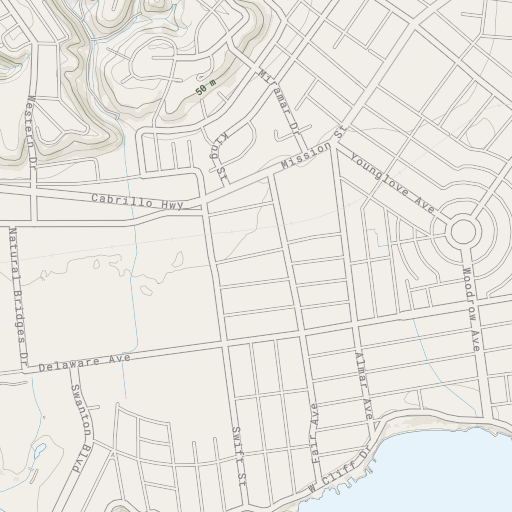 50 m
Miramar Dr
Western Dr
King St
Mission St
Younglove Ave
Cabrillo Hwy
Natural Bridges Dr
Woodrow Ave
Delaware Ave
Swanton Blvd
Almar Ave
Fair Ave
Swift St
W Cliff Dr